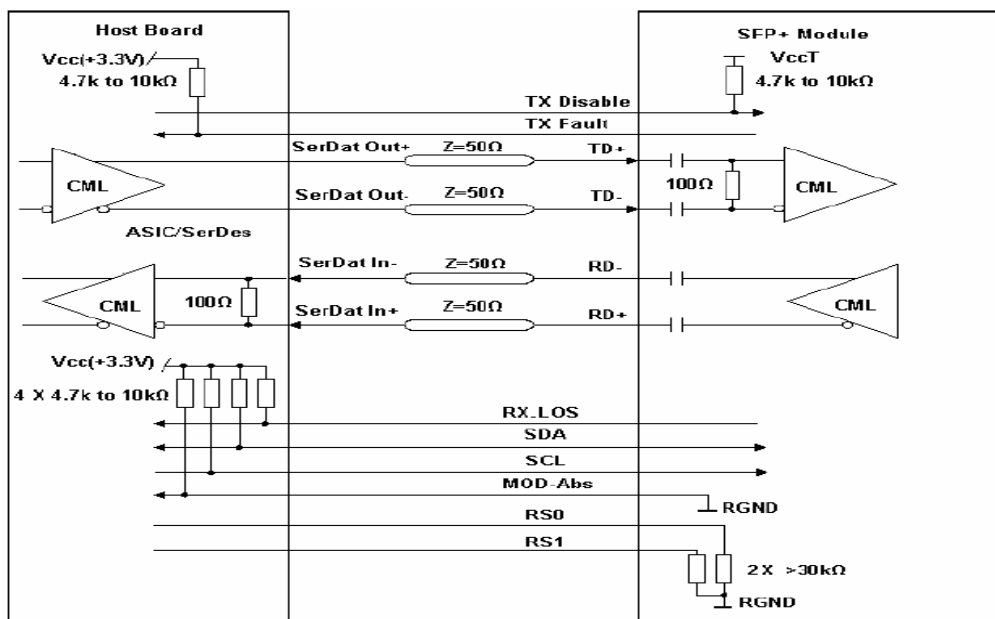 Host Board
SFP+ Module
Vcc(+3.3V)
4.7k to 10kΩ
VccT
4.7k to 10kΩ
TX Disable
TX Fault
SerDat Out+
Z=50Ω
TD+
CML
100Ω
CML
SerDat Out-
Z=50Ω
TD-
ASIC/SerDes
SerDat In-
Z=50Ω
RD-
CML
100Ω
CML
SerDat In+
Z=50Ω
RD+
Vcc(+3.3V)
4 X 4.7k to 10kΩ
RX_LOS
SDA
SCL
MOD-Abs
RGND
RS0
RS1
2 X >30kΩ
RGND